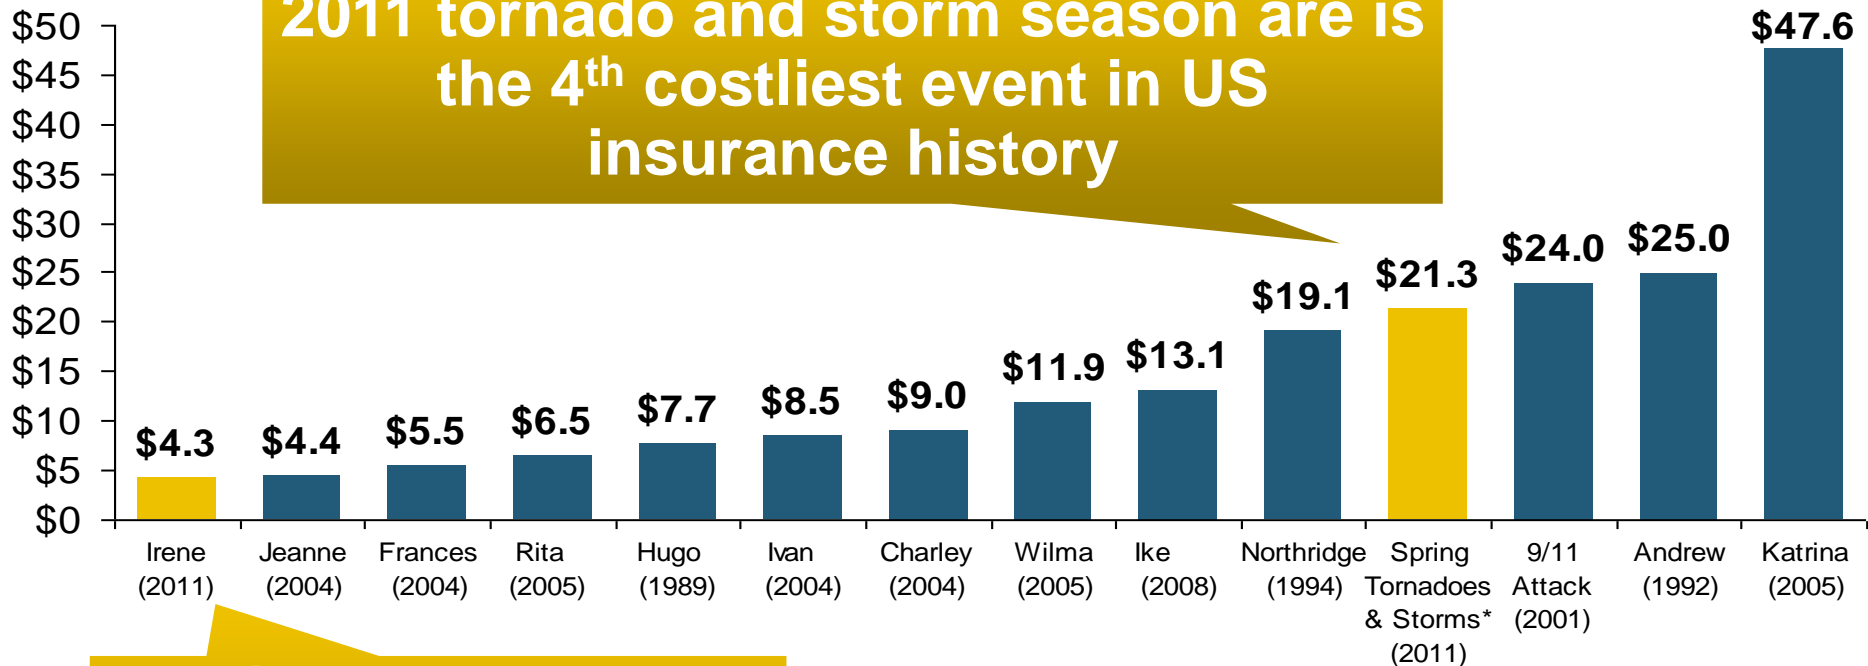 2011 tornado and storm season are is
the 4th costliest event in US
insurance history
$50
$45
$40
$35
$30
$25
$20
$15
$10
$5
$0
$4.3
$4.4
$5.5
$6.5
$7.7
$8.5
$9.0
$11.9
$13.1
$19.1
$21.3
$24.0
$25.0
$47.6
Irene
(2011)
Jeanne
(2004)
Frances
(2004)
Rita
(2005)
Hugo
(1989)
Ivan
(2004)
Charley
(2004)
Wilma
(2005)
Ike
(2008)
Northridge
(1994)
Spring
Tornadoes
& Storms*
(2011)
9/11
Attack
(2001)
Andrew
(1992)
Katrina
(2005)